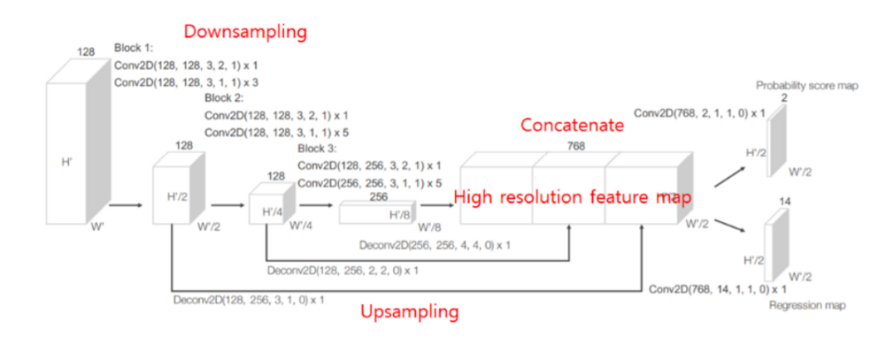 Downsampling
128
Block 1:
Conv2D(128, 128, 3, 2, 1) x 1
Conv2D(128, 128, 3, 1, 1) x 3
Block 2:
Conv2D(128, 128, 3, 2, 1) x 1
Conv2D(128, 128, 3, 1, 1) x 5
Block 3:
Conv2D(128, 256, 3, 2, 1) x 1
Conv2D(256, 256, 3, 1, 1) x 5
H'
W'
128
H'/2
W'/2
128
H'/4
W'/4
256
H'/8
W'/8
Concatenate
768
High resolution feature map
W'/2
Deconv2D(256, 256, 4, 4, 0) x 1
Deconv2D(128, 256, 2, 2, 0) x 1
Deconv2D(128, 256, 3, 1, 0) x 1
Upsampling
Probability score map
2
Conv2D(768, 2, 1, 1, 0) x 1
H'/2
W'/2
14
H'/2
W'/2
Conv2D(768, 14, 1, 1, 0) x 1
Regression map